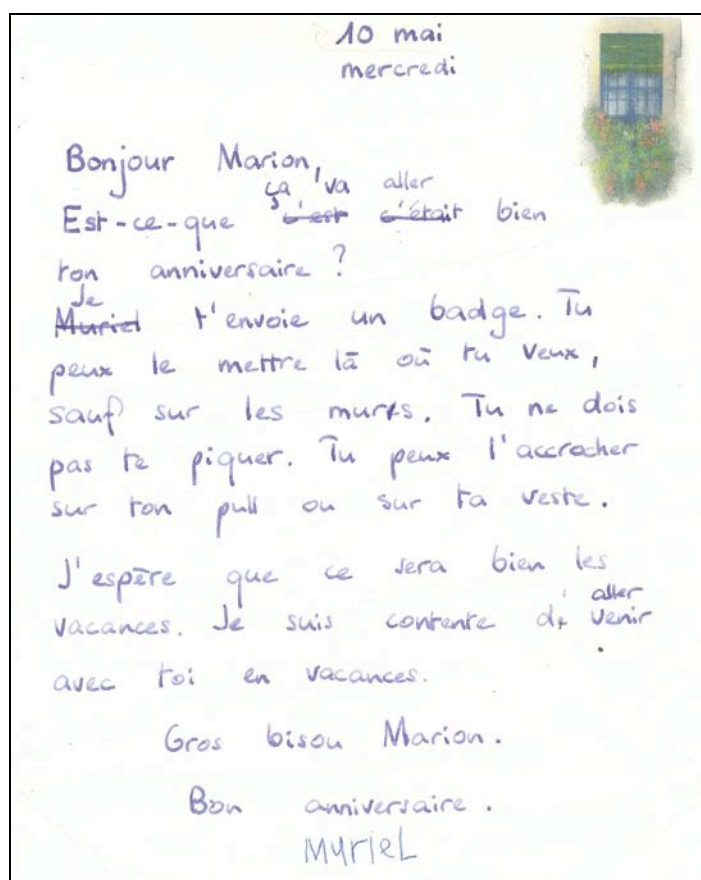 10 mai
mercredi
Bonjour Marion,
ça va aller
Est-ce-que c'est c'était bien
ton anniversaire ?
Je
Muriel t'envoie un badge. Tu
peux le mettre là où tu veux,
sauf sur les murs. Tu ne dois
pas te piquer. Tu peux l'accrocher
sur ton pull ou sur ta veste.
J'espère que ce sera bien les
aller
vacances. Je suis contente d' venir
avec toi en vacances.
Gros bisou Marion.
Bon anniversaire.
MurieL